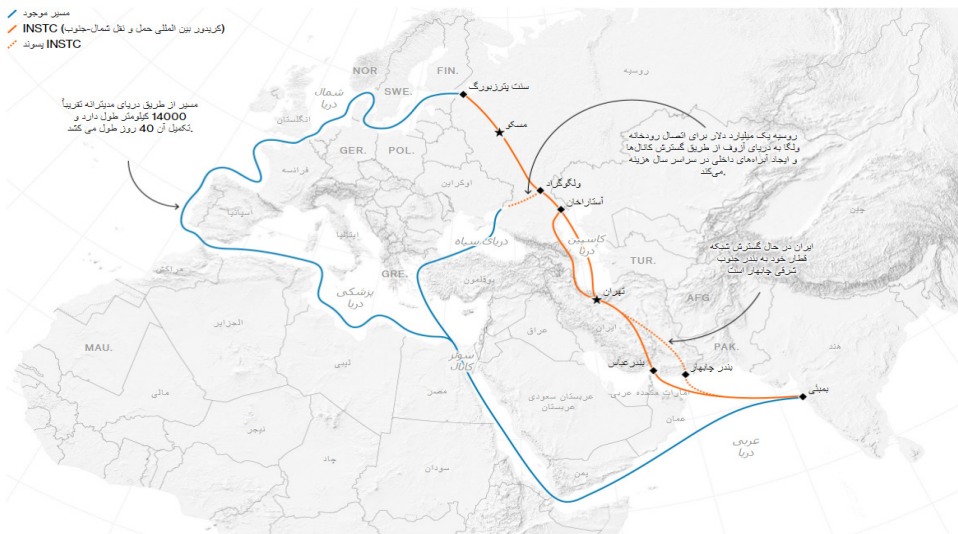 مسیر موجود
INSTC (کریدور بین المللی حمل و نقل شمال-جنوب)
INSTC پسوند
NOR
SWE.
FIN.
روسیه
سنت پترزبورگ
شمال
دریا
انگلستان
مسیر از طریق دریای مدیترانه تقریباً
14000 کیلومتر طول دارد و
تکمیل آن 40 روز طول می کشد.
مسکو
روسیه یک میلیارد دلار برای اتصال رودخانه
ولگا به دریای آزوف از طریق گسترش کانال‌ها
و ایجاد آبراه‌های داخلی در سراسر سال هزینه
می‌کند.
GER.
POL.
فرانسه
اوکراین
ولگوگراد
آستاراخان
چین
اسپانیا
ایتالیا
دریای سیاه
کاسپین
دریا
ایران در حال گسترش شبکه
قطار خود به بندر جنوب
شرقی چابهار است
TUR.
مراکش
GRE.
بوقلمون
پزشکی
دریا
تهران
AFG.
الجزایر
عراق
ایران
MAU.
لیبی
سوئز
کانال
بندرعباس
بندر چابهار
PAK.
هند
مالی
مصر
عربستان سعودی
عربستان
امارات متحده عربی
بمبئی
عمان
نیجر
چاد
سودان
یمن
عربی
دریا